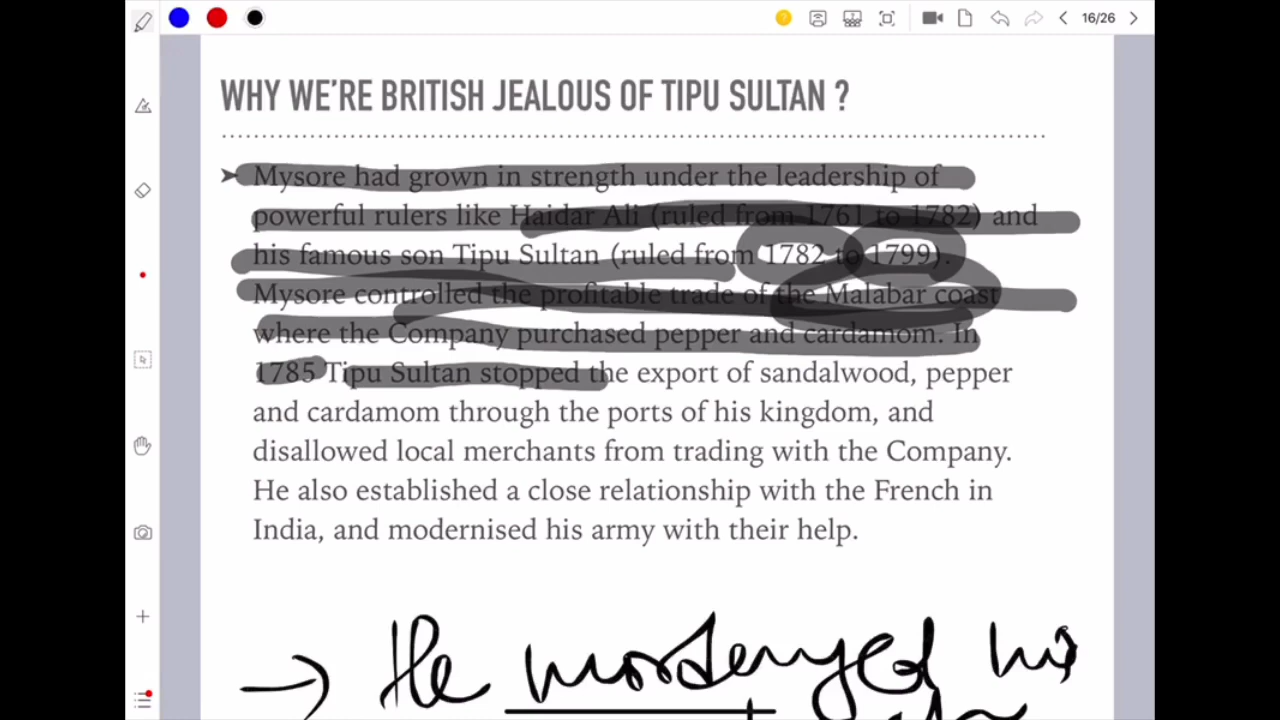 16/26
WHY WE'RE BRITISH JEALOUS OF TIPU SULTAN ?
Mysore had grown in strength under the leadership of
powerful rulers like Haidar Ali (ruled from 1761 to 1782) and
his famous son Tipu Sultan (ruled from 1782 to 1799).
Mysore controlled the profitable trade of the Malabar coast
where the Company purchased pepper and cardamom. In
1785 Tipu Sultan stopped the export of sandalwood, pepper
and cardamom through the ports of his kingdom, and
disallowed local merchants from trading with the Company.
He also established a close relationship with the French in
India, and modernised his army with their help.
→ He mordenyed his